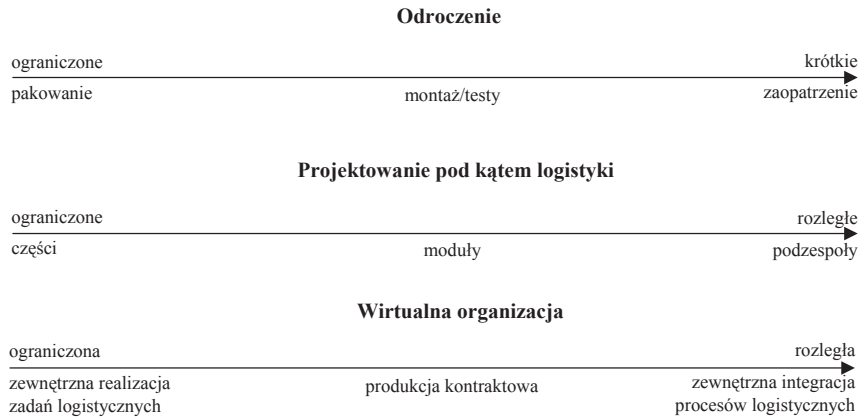 Odroczenie
ograniczone krótkie
pakowanie montaż/testy zaopatrzenie
Projektowanie pod kątem logistyki
ograniczone rozległe
części moduły podzespoły
Wirtualna organizacja
ograniczona rozległa
zewnętrzna realizacja produkcja kontraktowa zewnętrzna integracja
zadań logistycznych procesów logistycznych